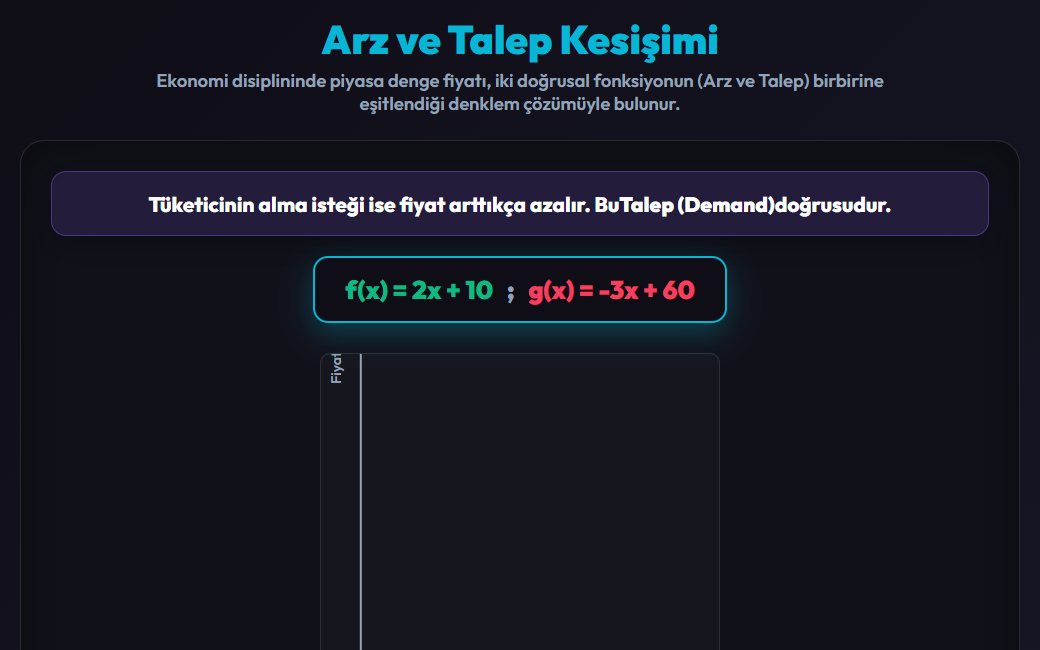 Arz ve Talep Kesişimi
Ekonomi disiplininde piyasa denge fiyatı, iki doğrusal fonksiyonun (Arz ve Talep) birbirine
eşitlendiği denklem çözümüyle bulunur.
Tüketicinin alma isteği ise fiyat arttıkça azalır. BuTalep (Demand)doğrusudur.
f(x) = 2x + 10 ; g(x) = -3x + 60
Fiyat